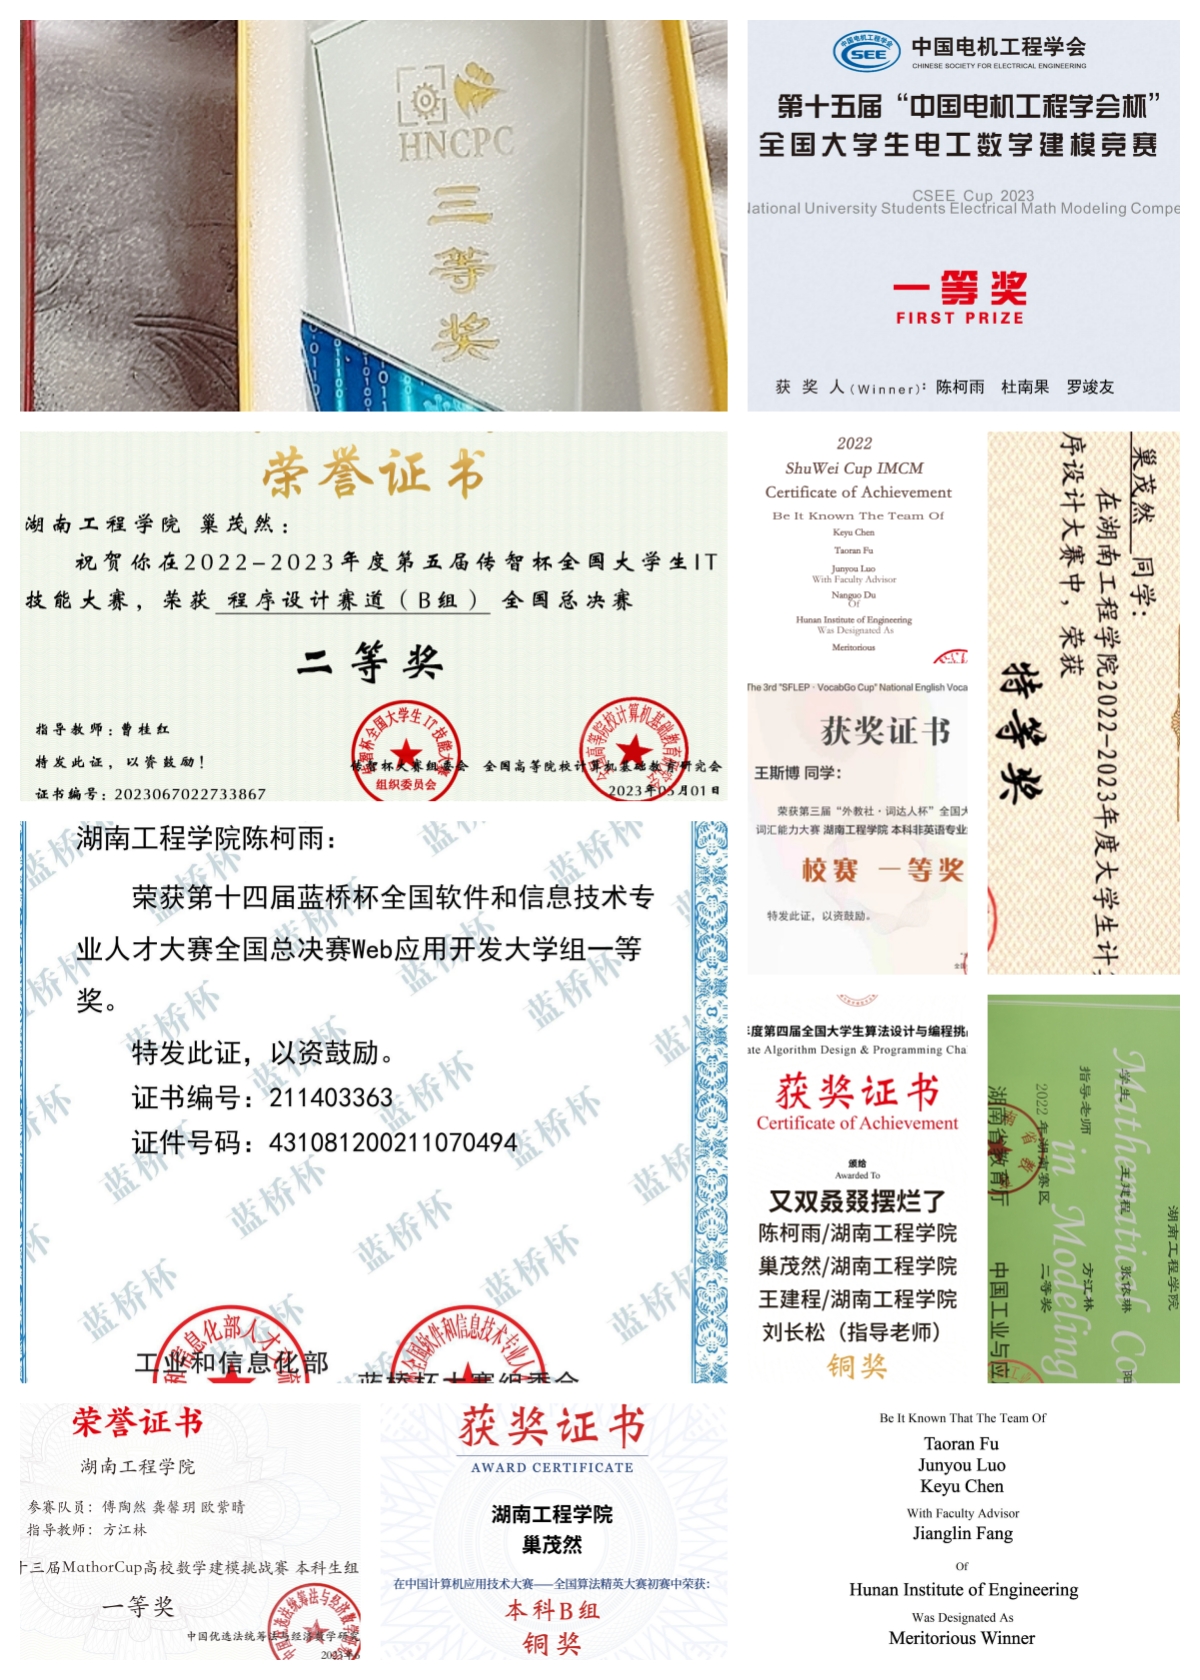 HNCPC
三
等
奖
中国电机工程学会
CHINESE SOCIETY FOR ELECTRICAL ENGINEERING
第十五届“中国电机工程学会杯”
全国大学生电工数学建模竞赛
CSEE Cup 2023
National University Students Electrical Math Modeling Compe
一等奖
FIRST PRIZE
获 奖 人(Winner): 陈柯雨 杜南果 罗竣友
荣誉证书
湖南工程学院 巢茂然:
祝贺你在2022-2023年度第五届传智杯全国大学生IT
技能大赛，荣获 程序设计赛道（B组） 全国总决赛
二等奖
指导教师:曹桂红
特发此证，以资鼓励!
证书编号: 2023067022733867
传智杯大赛组委会 全国高等院校计算机基础教育研究会
组织委员会
2023年05月01日
2022
ShuWei Cup IMCM
Certificate of Achievement
Be It Known The Team Of
Keyu Chen
Taoran Fu
Junyou Luo
With Faculty Advisor
Nanguo Du
Of
Hunan Institute of Engineering
Was Designated As
Meritorious
The 3rd "SFLEP · VocabGo Cup" National English Voca
获奖证书
王斯博 同学:
荣获第三届“外教社·词达人杯”全国大
词汇能力大赛 湖南工程学院 本科非英语专业
校赛 一等奖
特发此证，以资鼓励。
巢茂然 同学:
在湖南工程学院2022-2023年度大学生计
序设计大赛中，荣获
特等奖
湖南工程学院陈柯雨:
荣获第十四届蓝桥杯全国软件和信息技术专
业人才大赛全国总决赛Web应用开发大学组一等
奖。
特发此证，以资鼓励。
证书编号: 211403363
证件号码: 431081200211070494
工业和信息化部
蓝桥杯大赛组委会
度第四届全国大学生算法设计与编程挑
ate Algorithm Design & Programming Cha
获奖证书
Certificate of Achievement
颁给
Awarded To
又双叒叕摆烂了
陈柯雨/湖南工程学院
巢茂然/湖南工程学院
王建程/湖南工程学院
刘长松（指导老师）
铜奖
湖南工程学院
学生 王建程 张依琳
指导老师 方江林
2022 年湖南赛区 二等奖
湖南省教育厅 中国工业与应
Mathematical Co
in Modeling
荣誉证书
湖南工程学院
参赛队员: 傅陶然 龚馨玥 欧紫晴
指导教师: 方江林
十三届MathorCup高校数学建模挑战赛 本科生组
一等奖
中国优选法统筹法与经济数学研究
获奖证书
AWARD CERTIFICATE
湖南工程学院
巢茂然
在中国计算机应用技术大赛——全国算法精英大赛初赛中荣获:
本科B组
铜奖
Be It Known That The Team Of
Taoran Fu
Junyou Luo
Keyu Chen
With Faculty Advisor
Jianglin Fang
Of
Hunan Institute of Engineering
Was Designated As
Meritorious Winner